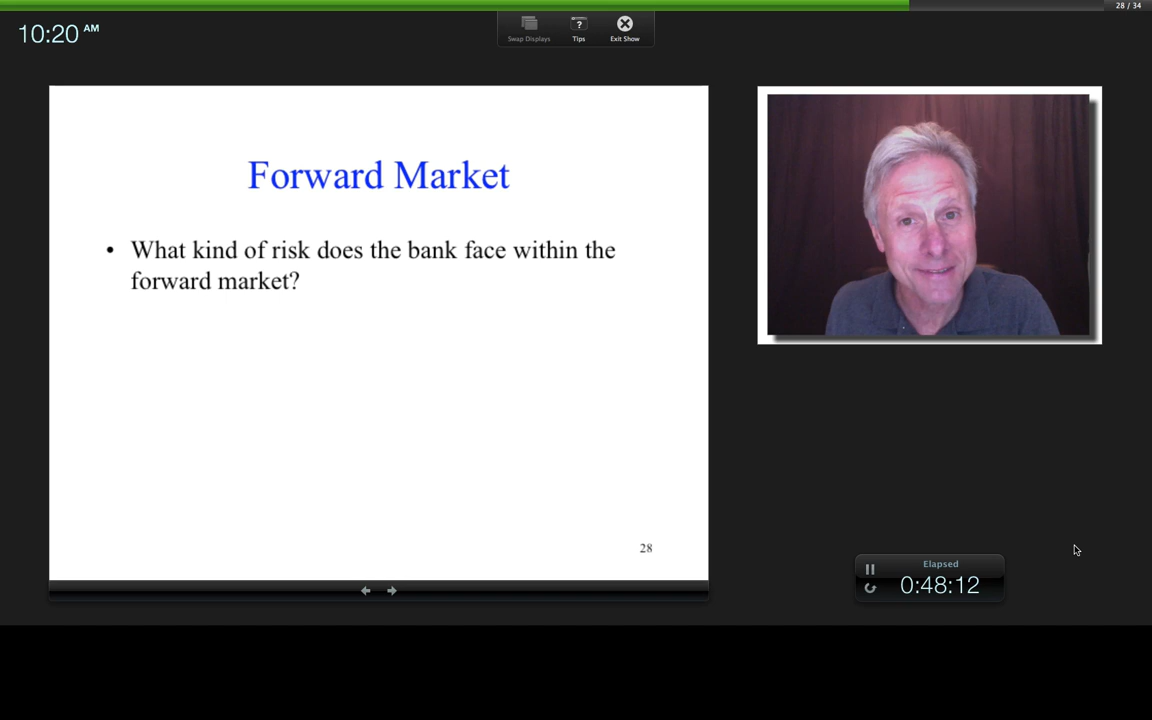 28 / 34
10:20 AM
Swap Displays
Tips
Exit Show
Forward Market
• What kind of risk does the bank face within the
forward market?
28
Elapsed
0:48:12